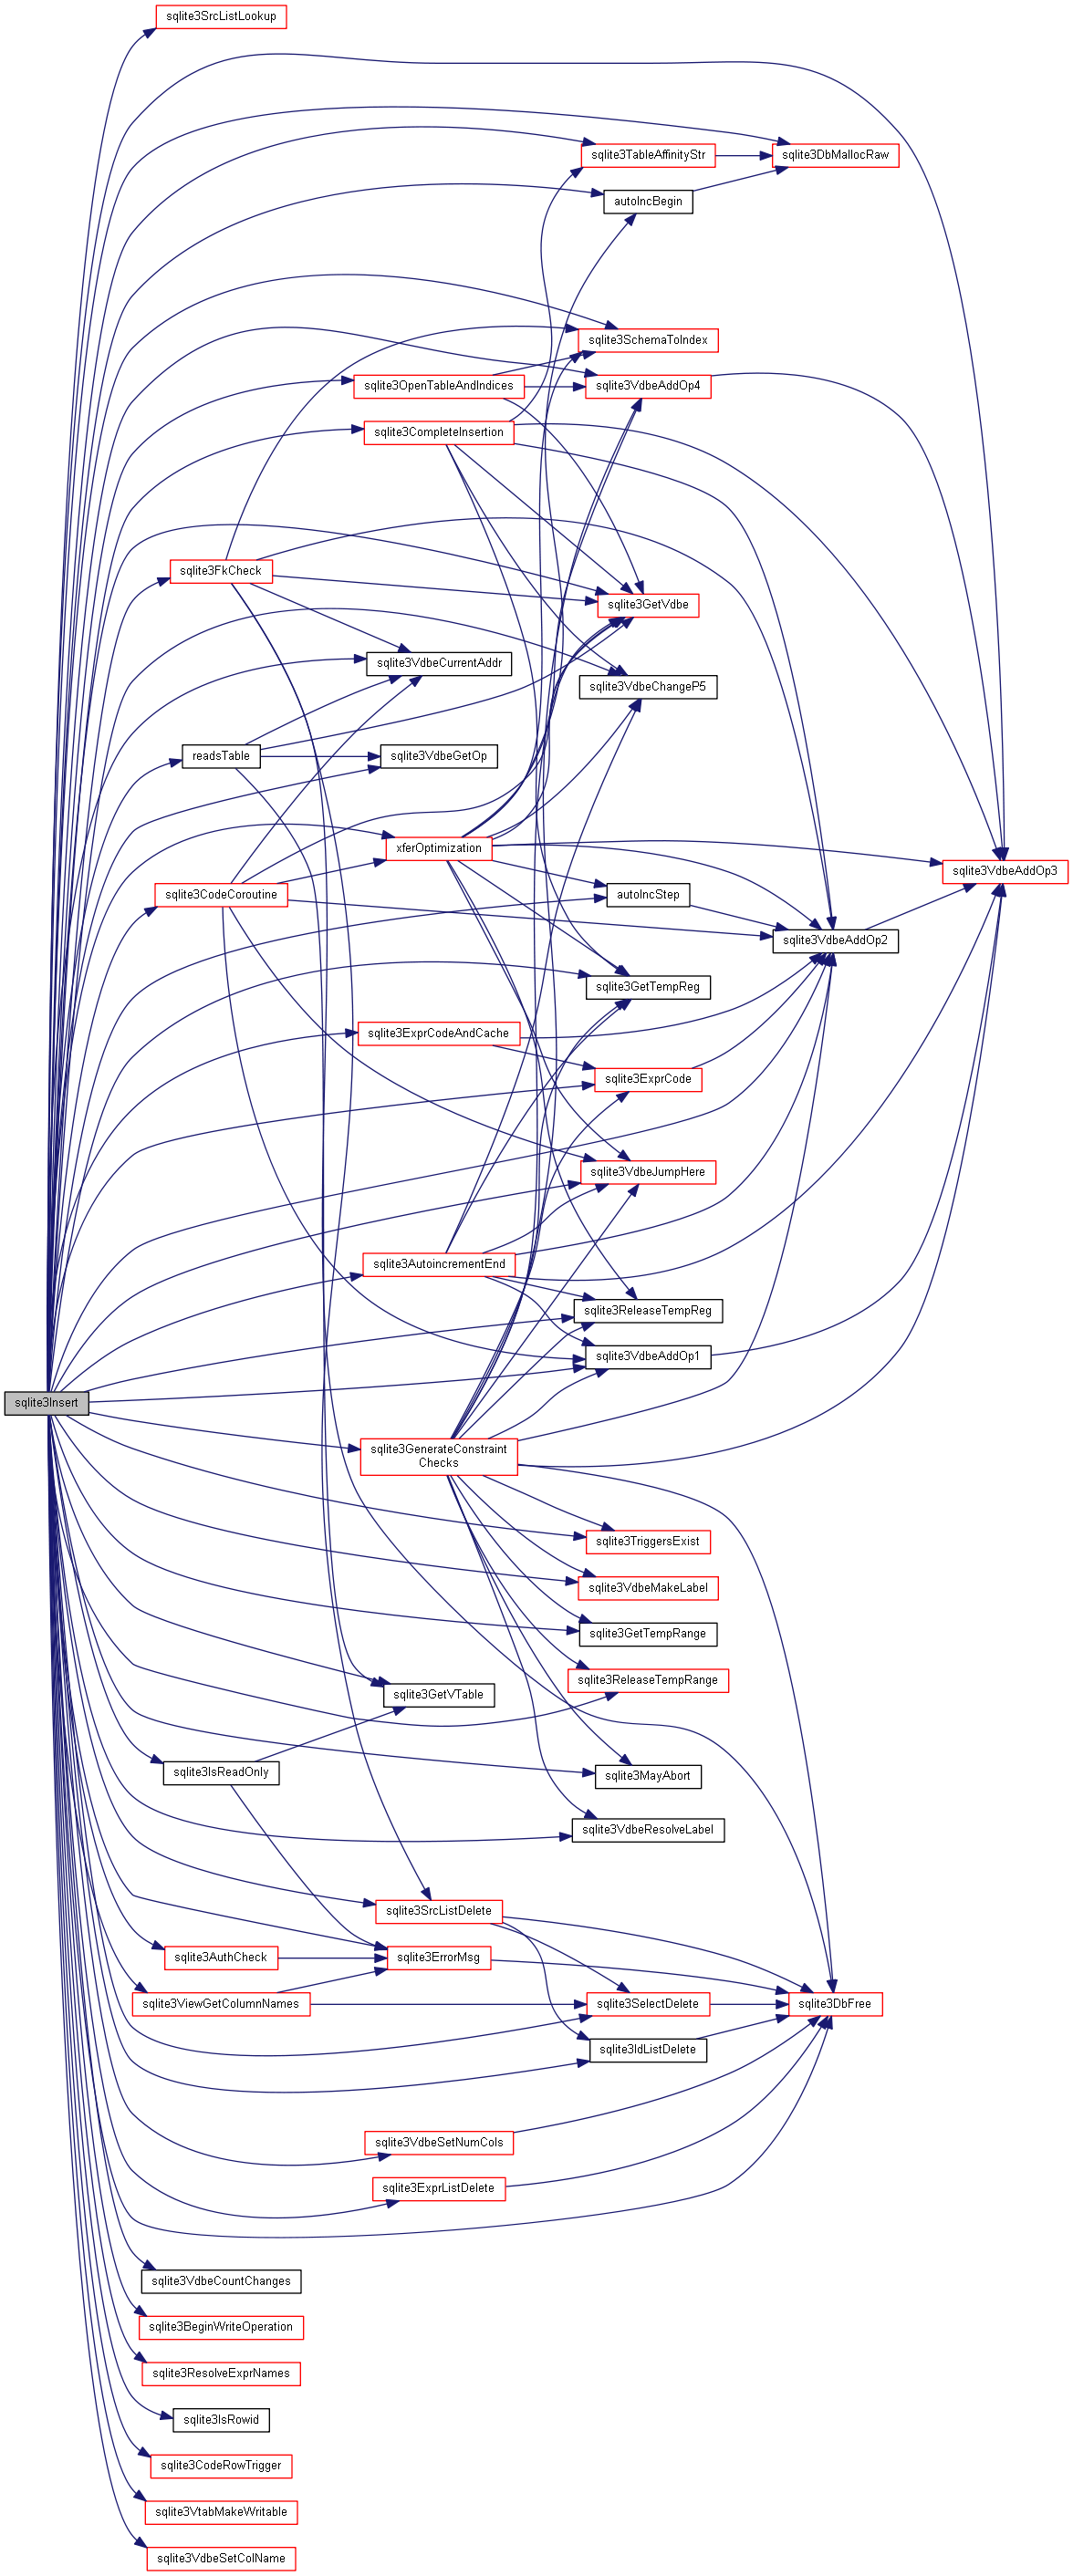 sqlite3SrcListLookup
sqlite3TableAffinityStr
sqlite3DbMallocRaw
autoIncBegin
sqlite3SchemaToIndex
sqlite3OpenTableAndIndices
sqlite3VdbeAddOp4
sqlite3CompleteInsertion
sqlite3FkCheck
sqlite3GetVdbe
sqlite3VdbeCurrentAddr
sqlite3VdbeChangeP5
readsTable
sqlite3VdbeGetOp
xferOptimization
sqlite3VdbeAddOp3
sqlite3CodeCoroutine
autoIncStep
sqlite3VdbeAddOp2
sqlite3GetTempReg
sqlite3ExprCodeAndCache
sqlite3ExprCode
sqlite3VdbeJumpHere
sqlite3AutoincrementEnd
sqlite3ReleaseTempReg
sqlite3VdbeAddOp1
sqlite3Insert
sqlite3GenerateConstraint
Checks
sqlite3TriggersExist
sqlite3VdbeMakeLabel
sqlite3GetTempRange
sqlite3ReleaseTempRange
sqlite3GetVTable
sqlite3IsReadOnly
sqlite3MayAbort
sqlite3VdbeResolveLabel
sqlite3SrcListDelete
sqlite3AuthCheck
sqlite3ErrorMsg
sqlite3ViewGetColumnNames
sqlite3SelectDelete
sqlite3DbFree
sqlite3IdListDelete
sqlite3VdbeSetNumCols
sqlite3ExprListDelete
sqlite3VdbeCountChanges
sqlite3BeginWriteOperation
sqlite3ResolveExprNames
sqlite3IsRowid
sqlite3CodeRowTrigger
sqlite3VtabMakeWritable
sqlite3VdbeSetColName